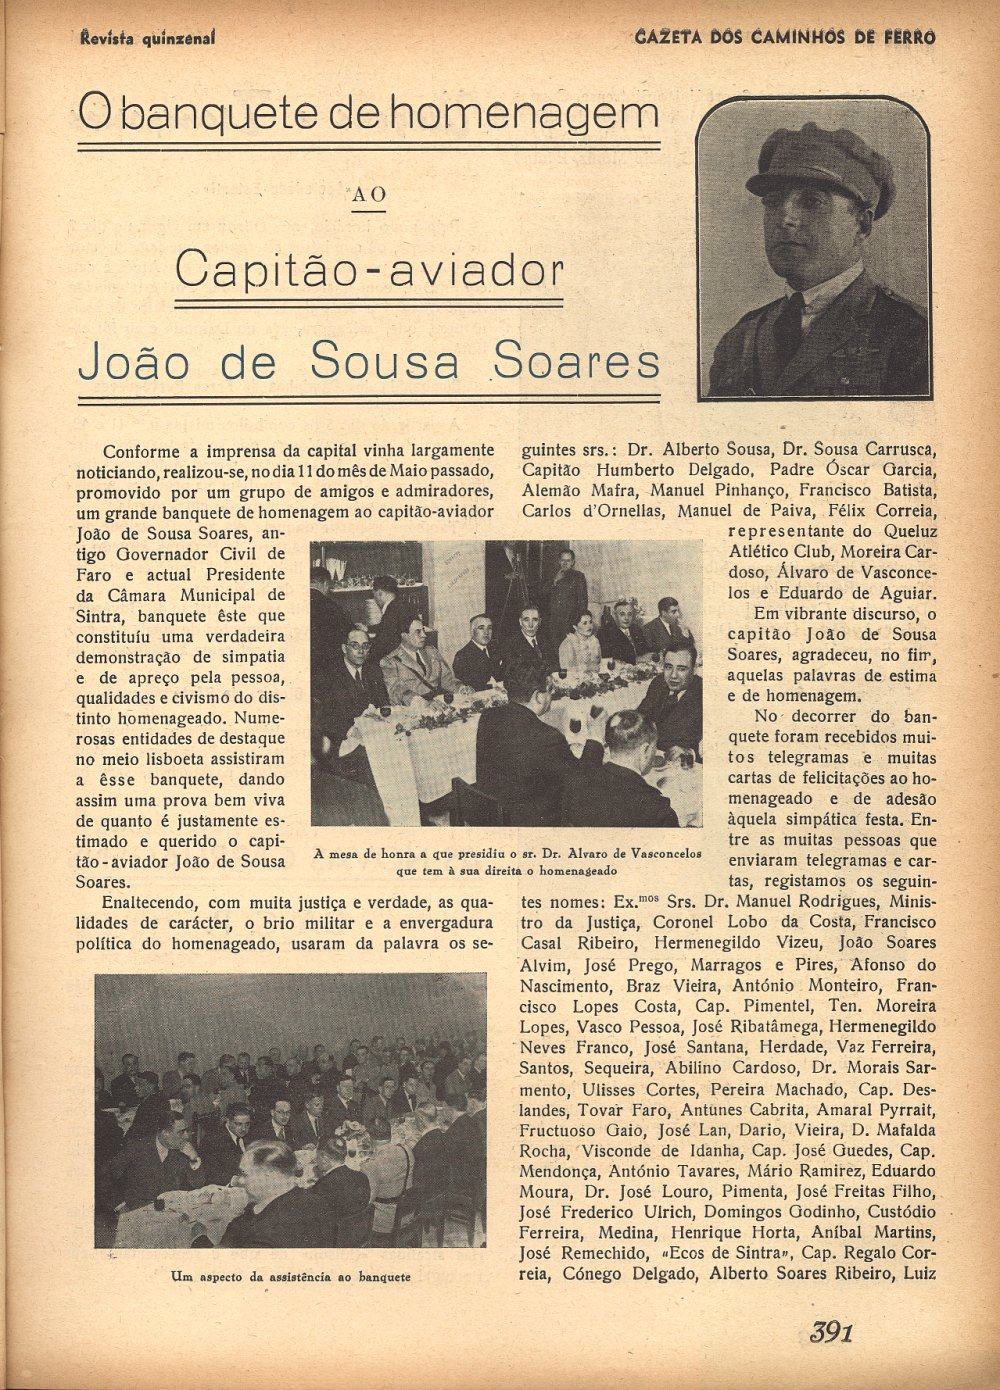 Revista quinzenal
GAZETA DOS CAMINHOS DE FERRO
O banquete de homenagem
AO
Capitão-aviador
João de Sousa Soares
Conforme a imprensa da capital vinha largamente
noticiando, realizou-se, no dia 11 do mês de Maio passado,
promovido por um grupo de amigos e admiradores,
um grande banquete de homenagem ao capitão-aviador
João de Sousa Soares, an-
tigo Governador Civil de
Faro e actual Presidente
da Câmara Municipal de
Sintra, banquete êste que
constituíu uma verdadeira
demonstração de simpatia
e de apreço pela pessoa,
qualidades e civismo do dis-
tinto homenageado. Nume-
rosas entidades de destaque
no meio lisboeta assistiram
a êsse banquete, dando
assim uma prova bem viva
de quanto é justamente es-
timado e querido o capi-
tão-aviador João de Sousa
Soares.
Enaltecendo, com muita justiça e verdade, as qua-
lidades de carácter, o brio militar e a envergadura
política do homenageado, usaram da palavra os se-
A mesa de honra a que presidiu o sr. Dr. Alvaro de Vasconcelos
que tem à sua direita o homenageado
Um aspecto da assistência ao banquete
guintes srs.: Dr. Alberto Sousa, Dr. Sousa Carrusca,
Capitão Humberto Delgado, Padre Óscar Garcia,
Alemão Mafra, Manuel Pinhanço, Francisco Batista,
Carlos d'Ornellas, Manuel de Paiva, Félix Correia,
representante do Queluz
Atlético Club, Moreira Car-
doso, Álvaro de Vasconce-
los e Eduardo de Aguiar.
Em vibrante discurso, o
capitão João de Sousa
Soares, agradeceu, no fim,
aquelas palavras de estima
e de homenagem.
No decorrer do ban-
quete foram recebidos mui-
tos telegramas e muitas
cartas de felicitações ao ho-
menageado e de adesão
àquela simpática festa. En-
tre as muitas pessoas que
enviaram telegramas e car-
tas, registamos os seguin-
tes nomes: Ex.mos Srs. Dr. Manuel Rodrigues, Minis-
tro da Justiça, Coronel Lobo da Costa, Francisco
Casal Ribeiro, Hermenegildo Vizeu, João Soares
Alvim, José Prego, Marragos e Pires, Afonso do
Nascimento, Braz Vieira, António Monteiro, Fran-
cisco Lopes Costa, Cap. Pimentel, Ten. Moreira
Lopes, Vasco Pessoa, José Ribatâmega, Hermenegildo
Neves Franco, José Santana, Herdade, Vaz Ferreira,
Santos, Sequeira, Abilino Cardoso, Dr. Morais Sar-
mento, Ulisses Cortes, Pereira Machado, Cap. Des-
landes, Tovar Faro, Antunes Cabrita, Amaral Pyrrait,
Fructuoso Gaio, José Lan, Dario, Vieira, D. Mafalda
Rocha, Visconde de Idanha, Cap. José Guedes, Cap.
Mendonça, António Tavares, Mário Ramirez, Eduardo
Moura, Dr. José Louro, Pimenta, José Freitas Filho,
José Frederico Ulrich, Domingos Godinho, Custódio
Ferreira, Medina, Henrique Horta, Aníbal Martins,
José Remechido, «Ecos de Sintra», Cap. Regalo Cor-
reia, Cónego Delgado, Alberto Soares Ribeiro, Luiz
391